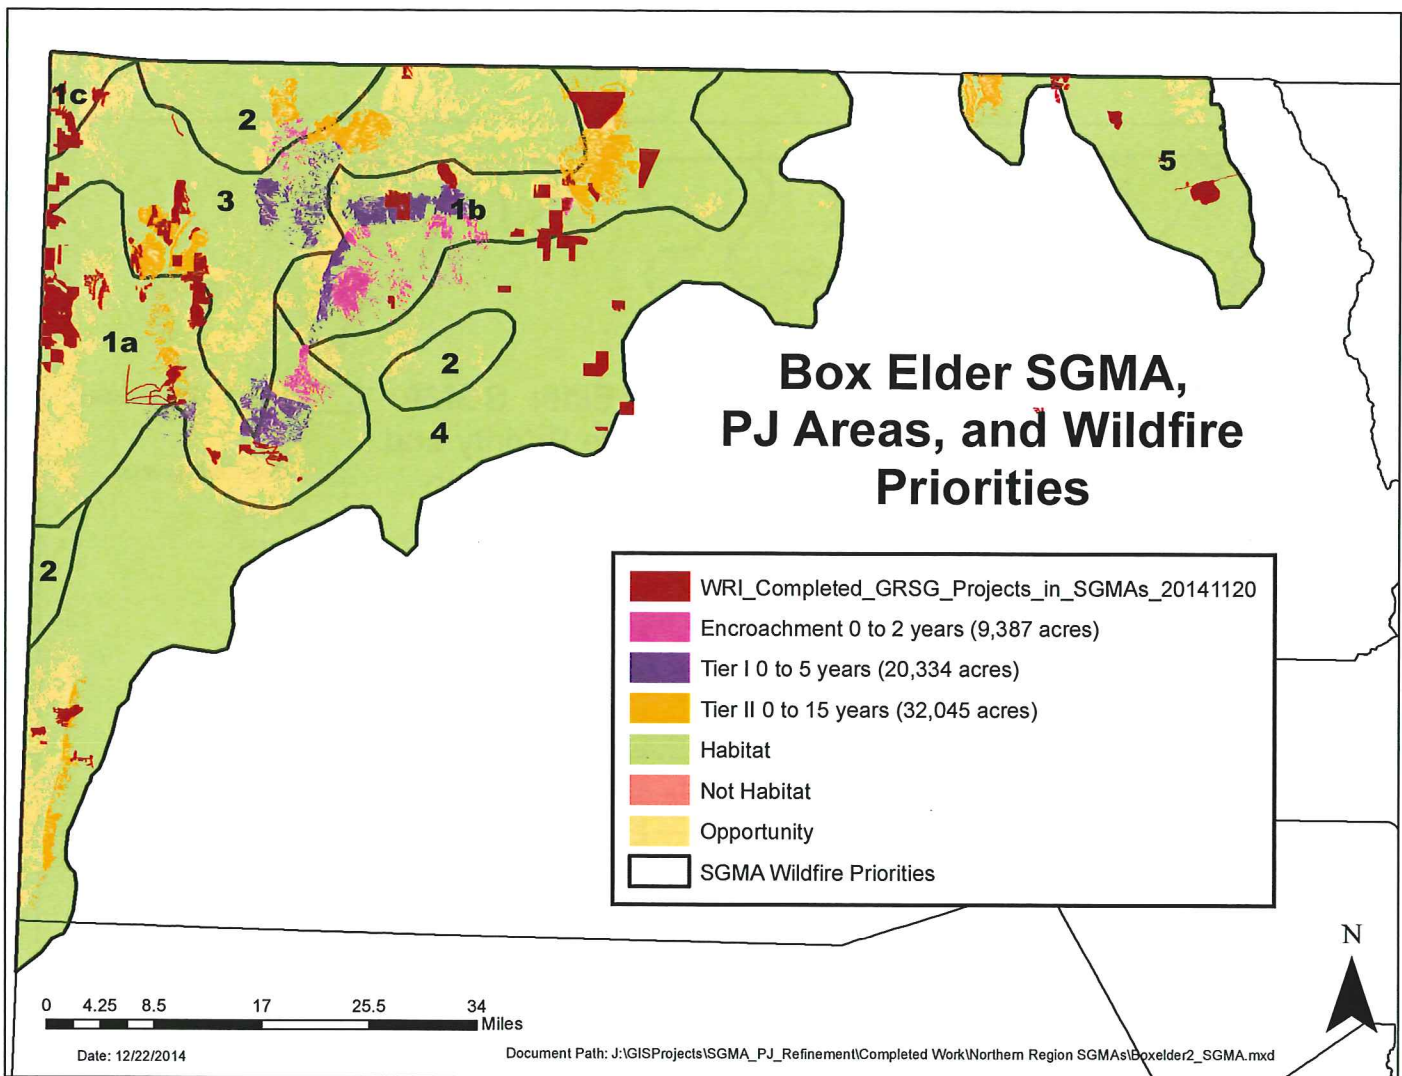 1c
2
3
1b
5
1a
2
4
2
Box Elder SGMA,
PJ Areas, and Wildfire
Priorities
WRI_Completed_GRSG_Projects_in_SGMAs_20141120
Encroachment 0 to 2 years (9,387 acres)
Tier I 0 to 5 years (20,334 acres)
Tier II 0 to 15 years (32,045 acres)
Habitat
Not Habitat
Opportunity
SGMA Wildfire Priorities
N
0 4.25 8.5 17 25.5 34
Miles
Date: 12/22/2014
Document Path: J:\GISProjects\SGMA_PJ_Refinement\Completed Work\Northern Region SGMAs\Boxelder2_SGMA.mxd